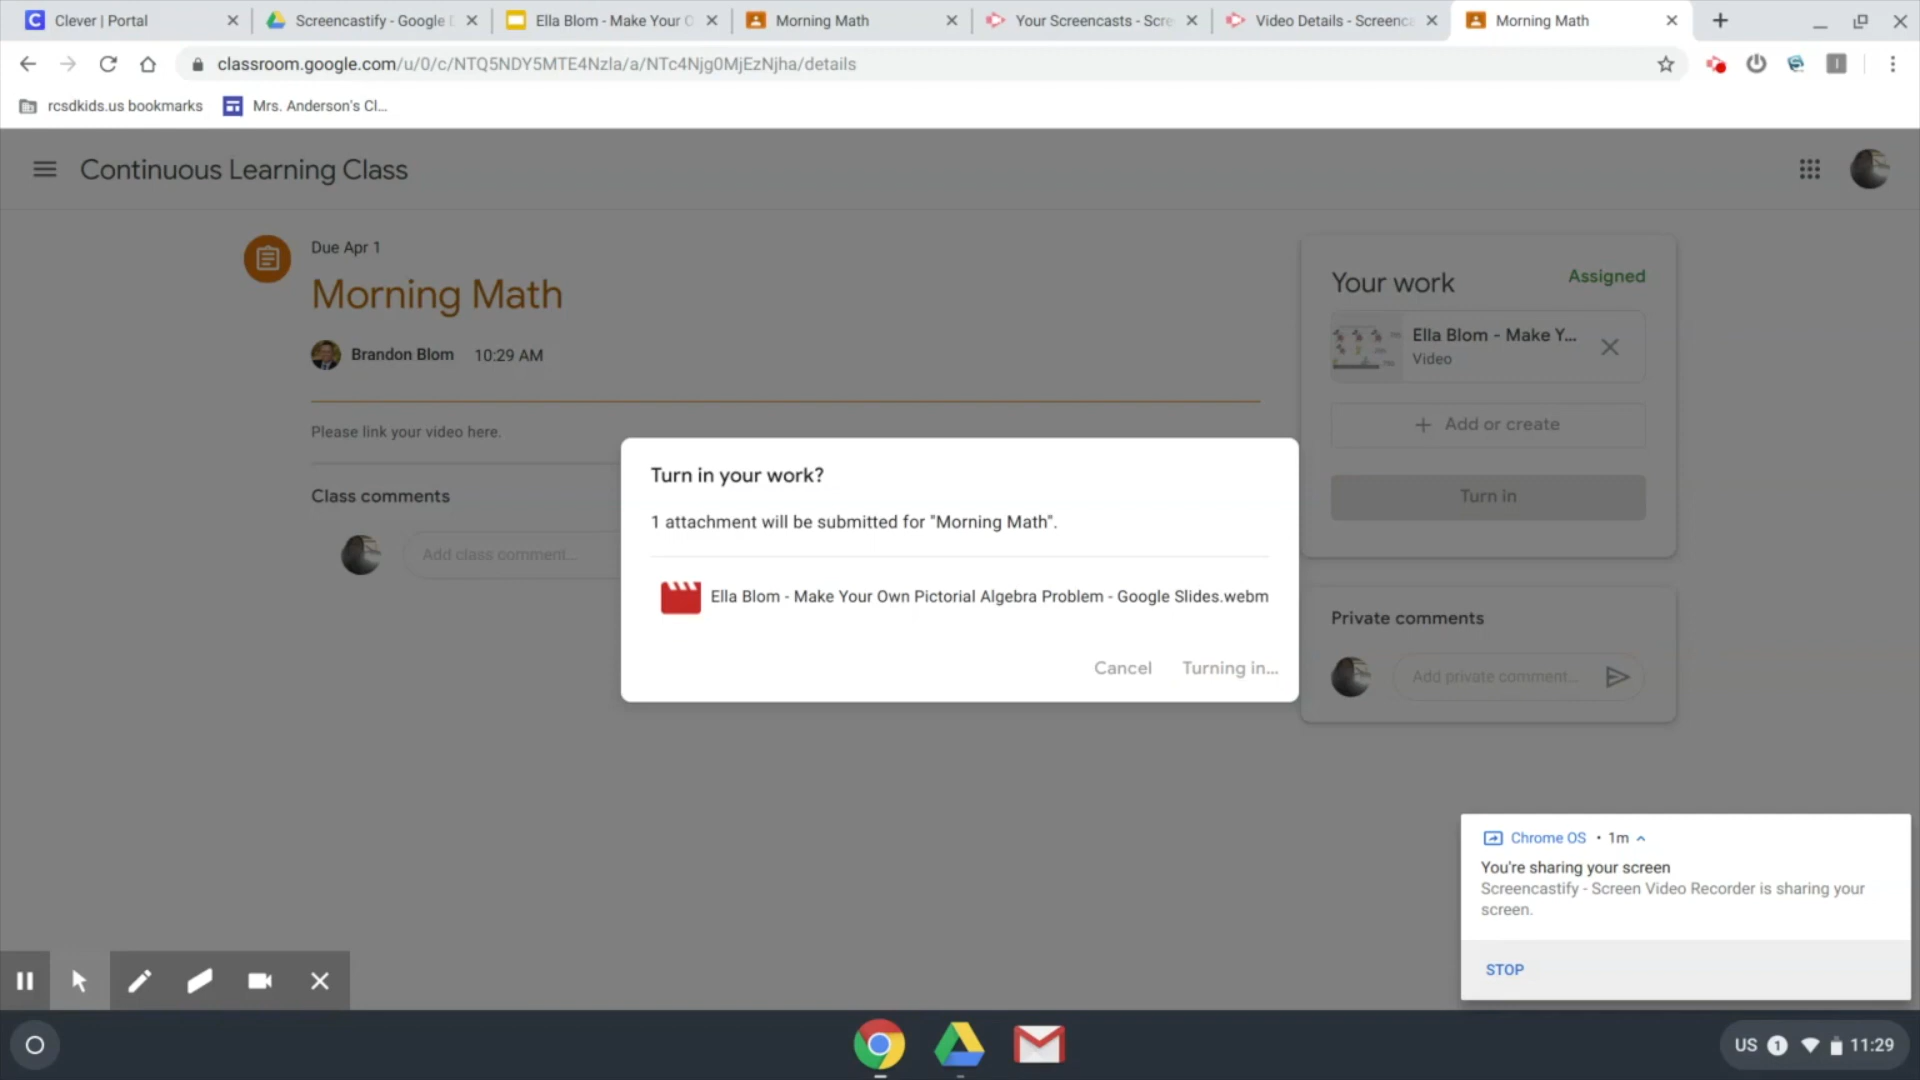 Clever | Portal
Screencastify - Google D
Ella Blom - Make Your O
Morning Math
Your Screencasts - Scre
Video Details - Screenca
Morning Math
classroom.google.com/u/0/c/NTQ5NDY5MTE4Nzla/a/NTc4Njg0MjEzNjha/details
rcsdkids.us bookmarks
Mrs. Anderson's Cl...
Continuous Learning Class
Due Apr 1
Morning Math
Brandon Blom 10:29 AM
Please link your video here.
Class comments
Add class comment...
Your work
Assigned
Ella Blom - Make Y...
Video
+ Add or create
Turn in
Private comments
Add private comment...
Turn in your work?
1 attachment will be submitted for "Morning Math".
Ella Blom - Make Your Own Pictorial Algebra Problem - Google Slides.webm
Cancel
Turning in...
Chrome OS • 1m
You're sharing your screen
Screencastify - Screen Video Recorder is sharing your
screen.
STOP
US 1 11:29